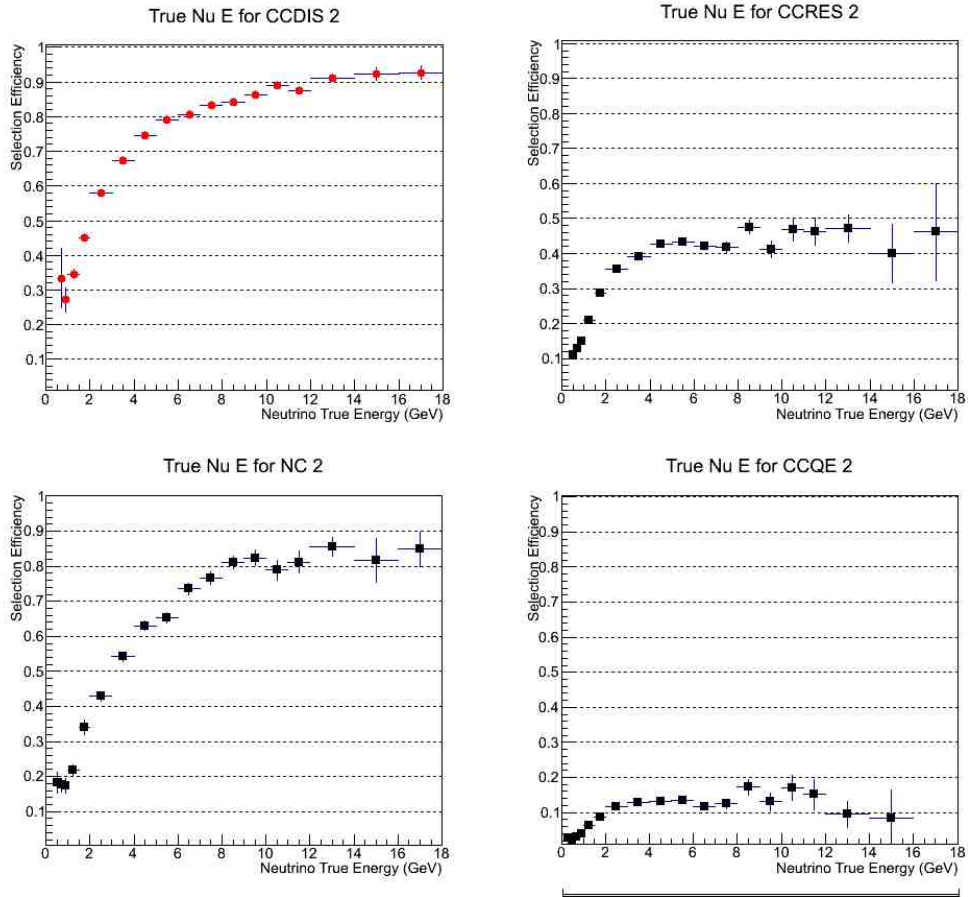 True Nu E for CCDIS 2
Selection Efficiency
1
0.9
0.8
0.7
0.6
0.5
0.4
0.3
0.2
0.1
0 2 4 6 8 10 12 14 16 18
Neutrino True Energy (GeV)
True Nu E for CCRES 2
Selection Efficiency
1
0.9
0.8
0.7
0.6
0.5
0.4
0.3
0.2
0.1
0 2 4 6 8 10 12 14 16 18
Neutrino True Energy (GeV)
True Nu E for NC 2
Selection Efficiency
1
0.9
0.8
0.7
0.6
0.5
0.4
0.3
0.2
0.1
0 2 4 6 8 10 12 14 16 18
Neutrino True Energy (GeV)
True Nu E for CCQE 2
Selection Efficiency
1
0.9
0.8
0.7
0.6
0.5
0.4
0.3
0.2
0.1
0 2 4 6 8 10 12 14 16 18
Neutrino True Energy (GeV)